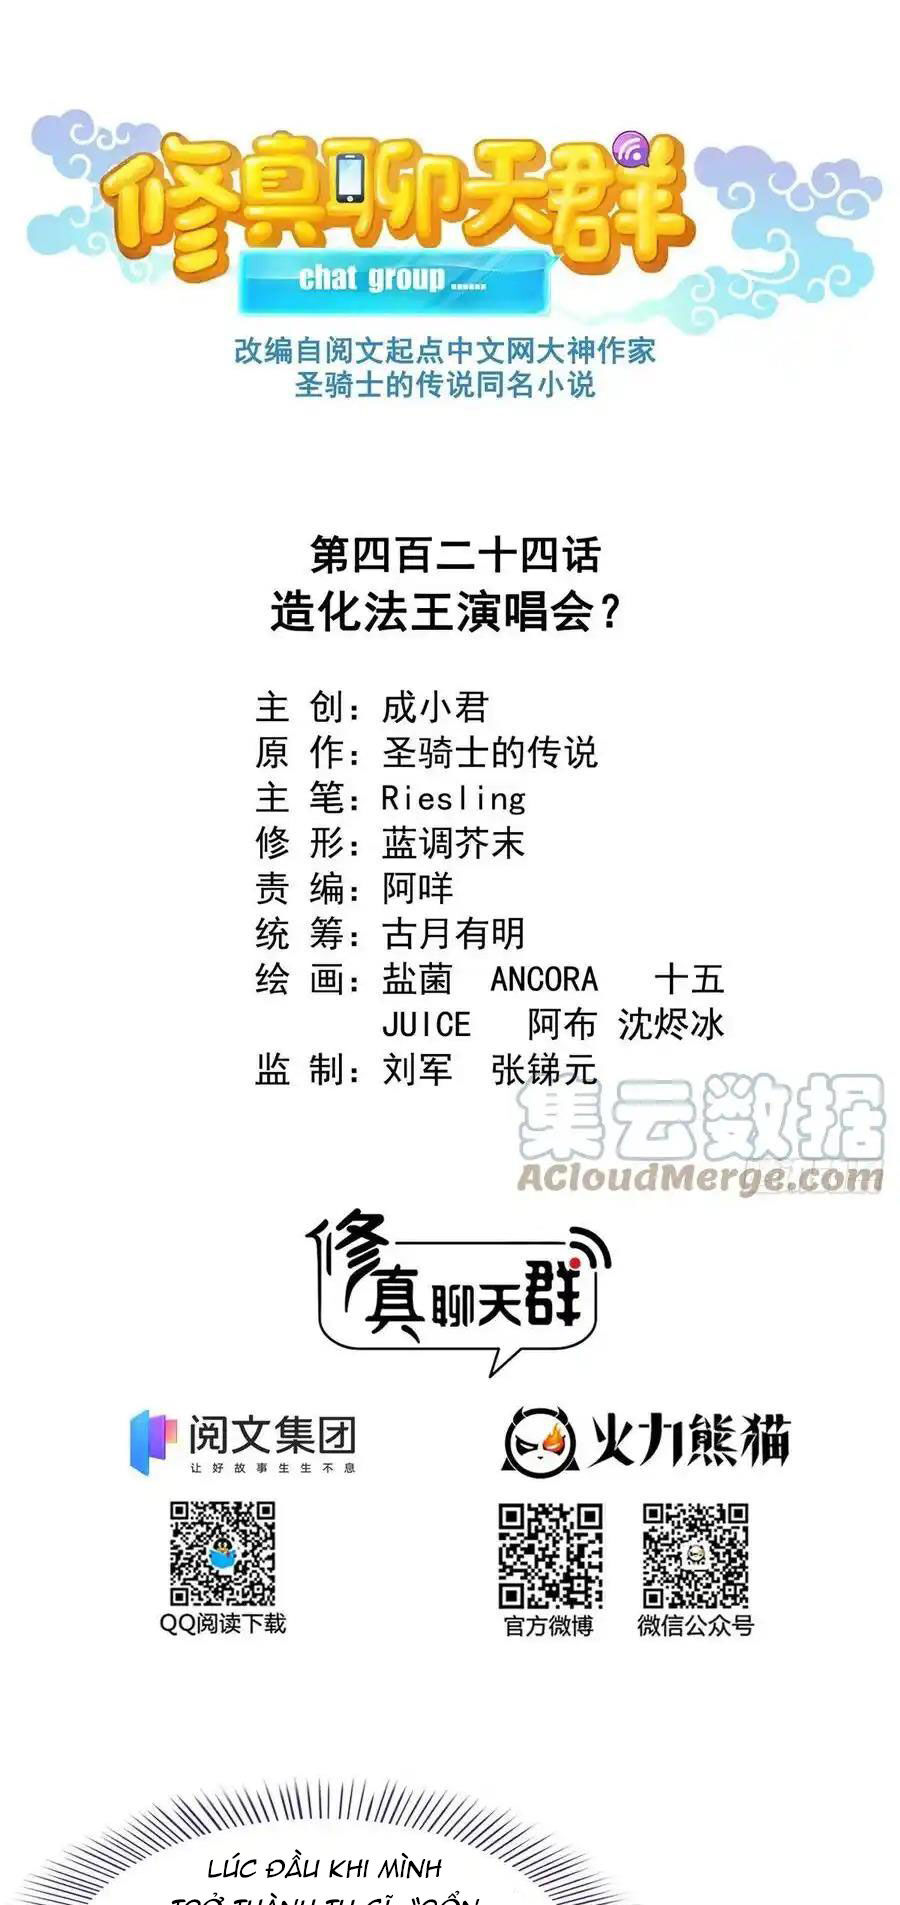 修真聊天群
chat group......
改编自阅文起点中文网大神作家
圣骑士的传说同名小说
第四百二十四话
造化法王演唱会?
主 创: 成小君
原 作: 圣骑士的传说
主 笔: Riesling
修 形: 蓝调芥末
责 编: 阿咩
统 筹: 古月有明
绘 画: 盐菌 ANCORA 十五
JUICE 阿布 沈烬冰
监 制: 刘军 张锑元
集云数据
ACloudMerge.com
修真聊天群
阅文集团
让好故事生生不息
火力熊猫
QQ阅读下载
官方微博
微信公众号
LÚC ĐẦU KHI MÌNH
TRỞ THÀNH TU SĨ, "BỔN